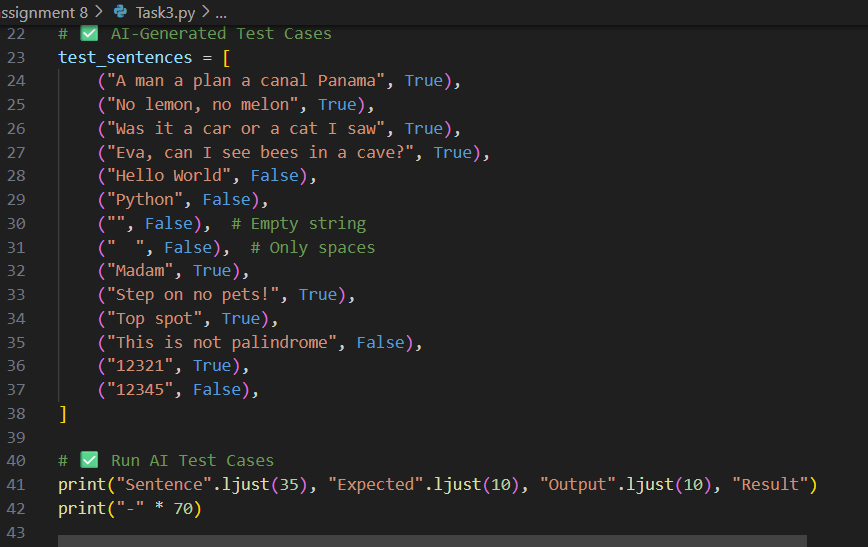 ssignment 8 > Task3.py > ...
22 # ✅ AI-Generated Test Cases
23 test_sentences = [
24     ("A man a plan a canal Panama", True),
25     ("No lemon, no melon", True),
26     ("Was it a car or a cat I saw", True),
27     ("Eva, can I see bees in a cave?", True),
28     ("Hello World", False),
29     ("Python", False),
30     ("", False),  # Empty string
31     ("  ", False),  # Only spaces
32     ("Madam", True),
33     ("Step on no pets!", True),
34     ("Top spot", True),
35     ("This is not palindrome", False),
36     ("12321", True),
37     ("12345", False),
38 ]
39
40 # ✅ Run AI Test Cases
41 print("Sentence".ljust(35), "Expected".ljust(10), "Output".ljust(10), "Result")
42 print("-" * 70)
43